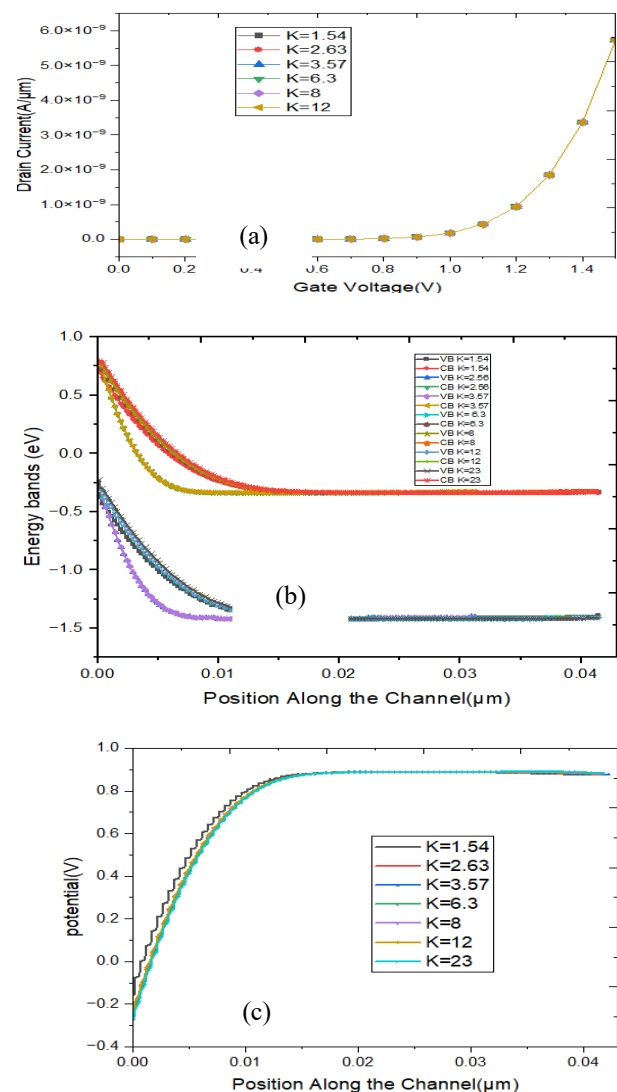 6.0×10⁻⁹
5.0×10⁻⁹
4.0×10⁻⁹
3.0×10⁻⁹
2.0×10⁻⁹
1.0×10⁻⁹
0.0
Drain Current(A/μm)
K=1.54
K=2.63
K=3.57
K=6.3
K=8
K=12
(a)
0.0 0.2 0.4 0.6 0.8 1.0 1.2 1.4
Gate Voltage(V)
1.0
0.5
0.0
−0.5
−1.0
−1.5
Energy bands (eV)
VB K=1.54
CB K=1.54
VB K=2.56
CB K=2.56
VB K=3.57
CB K=3.57
VB K=6.3
CB K=6.3
VB K=8
CB K=8
VB K=12
CB K=12
VB K=23
CB K=23
(b)
0.00 0.01 0.02 0.03 0.04
Position Along the Channel(μm)
1.0
0.8
0.6
0.4
0.2
0.0
−0.2
−0.4
potential(V)
K=1.54
K=2.63
K=3.57
K=6.3
K=8
K=12
K=23
(c)
0.00 0.01 0.02 0.03 0.04
Position Along the Channel(μm)